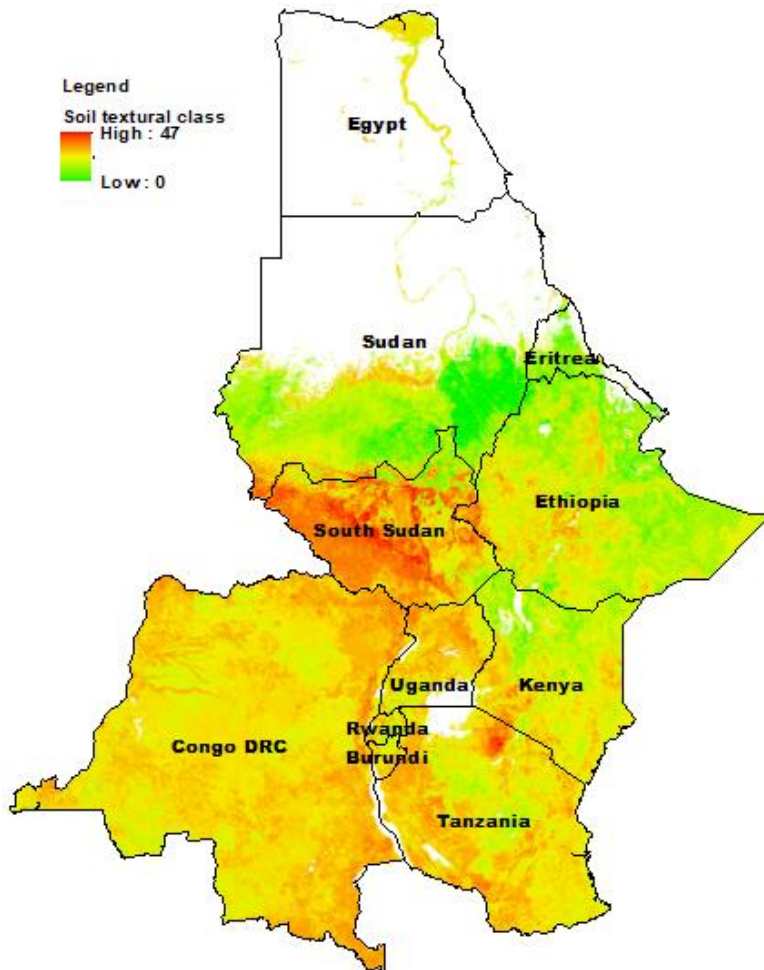 Legend
Soil textural class
High : 47
Low : 0
Egypt
Sudan
Eritrea
Ethiopia
South Sudan
Uganda
Kenya
Rwanda
Congo DRC
Burundi
Tanzania